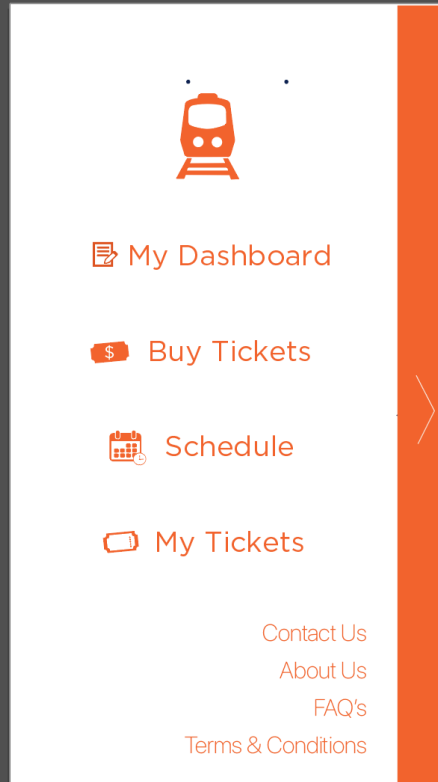 My Dashboard
$ Buy Tickets
Schedule
My Tickets
Contact Us
About Us
FAQ's
Terms & Conditions